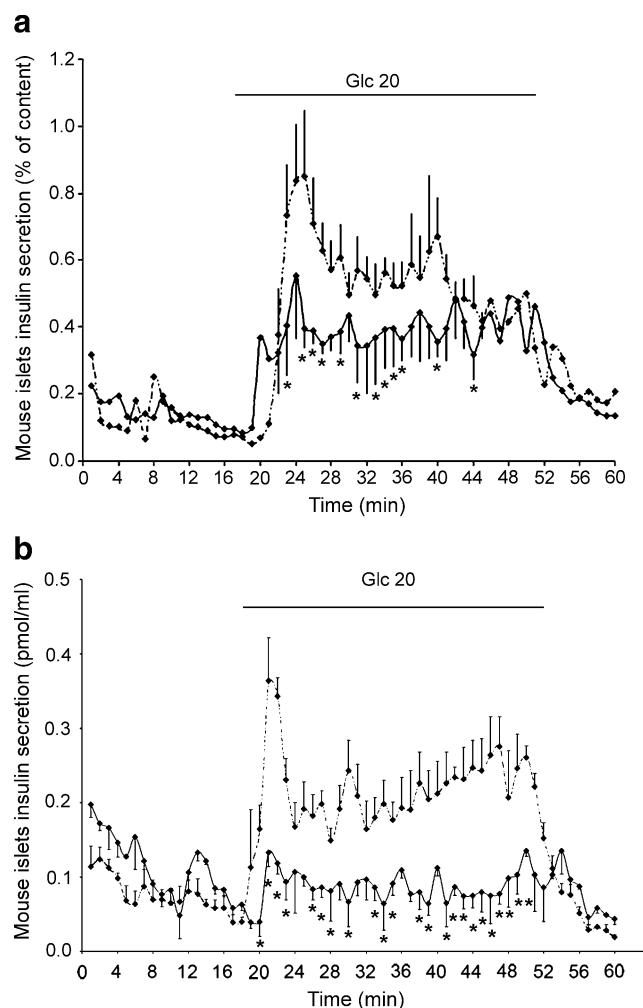 a
Mouse islets insulin secretion (% of content)
1.2
1.0
0.8
0.6
0.4
0.2
0.0
Glc 20
* * * * * * * * * * * *
0 4 8 12 16 20 24 28 32 36 40 44 48 52 56 60
Time (min)
b
Mouse islets insulin secretion (pmol/ml)
0.5
0.4
0.3
0.2
0.1
0.0
Glc 20
* * * * * * * * * * * * * * * * * * * * * * *
0 4 8 12 16 20 24 28 32 36 40 44 48 52 56 60
Time (min)